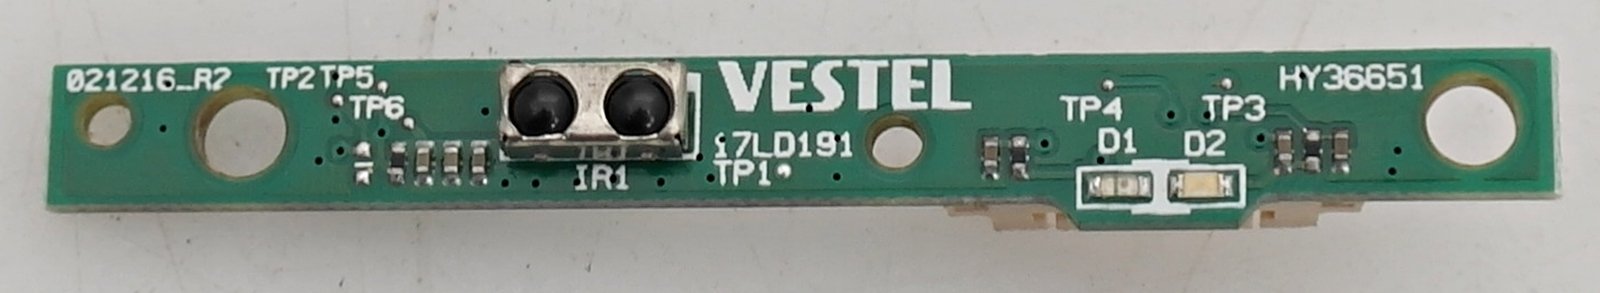 021216_R2 TP2 TP5
TP6
IR1
VESTEL
17LD191
TP1
TP4 TP3
D1 D2
HY36651